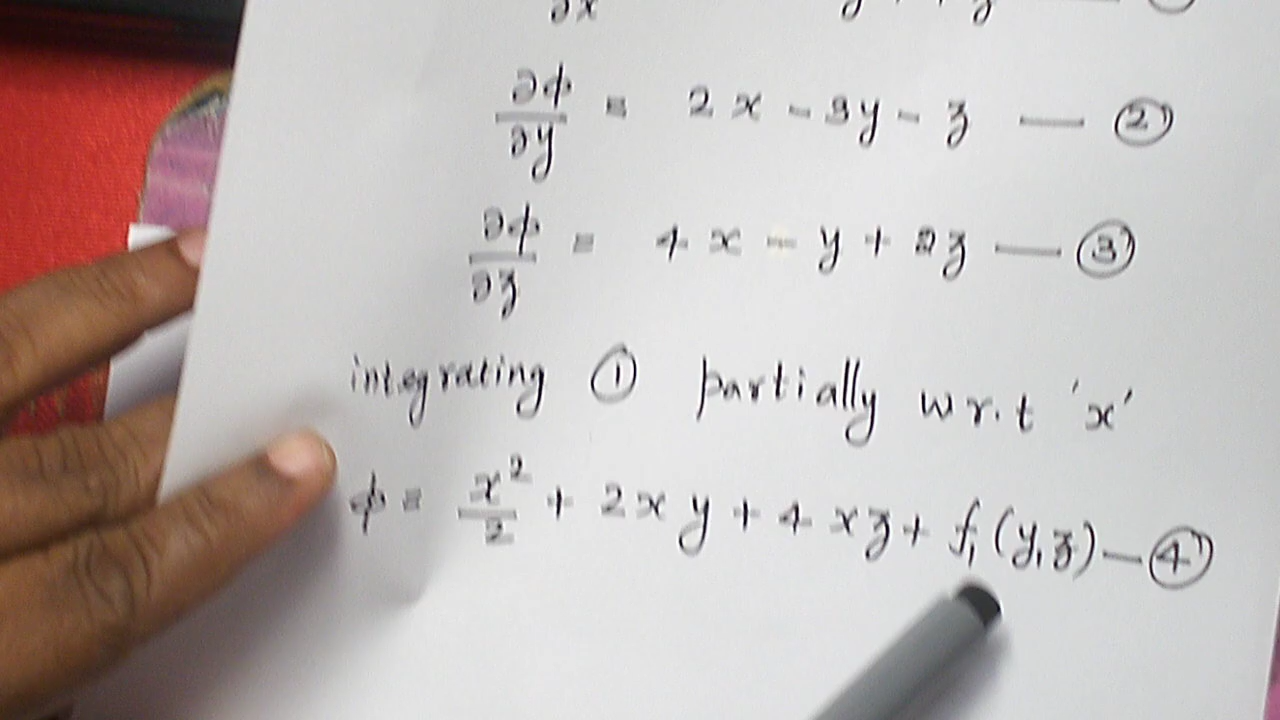 ∂x
∂ϕ/∂y = 2x - 3y - z — ②
∂ϕ/∂z = 4x - y + 2z — ③
integrating ① partially w.r.t 'x'
ϕ = x²/2 + 2xy + 4xz + f₁(y,z) — ④